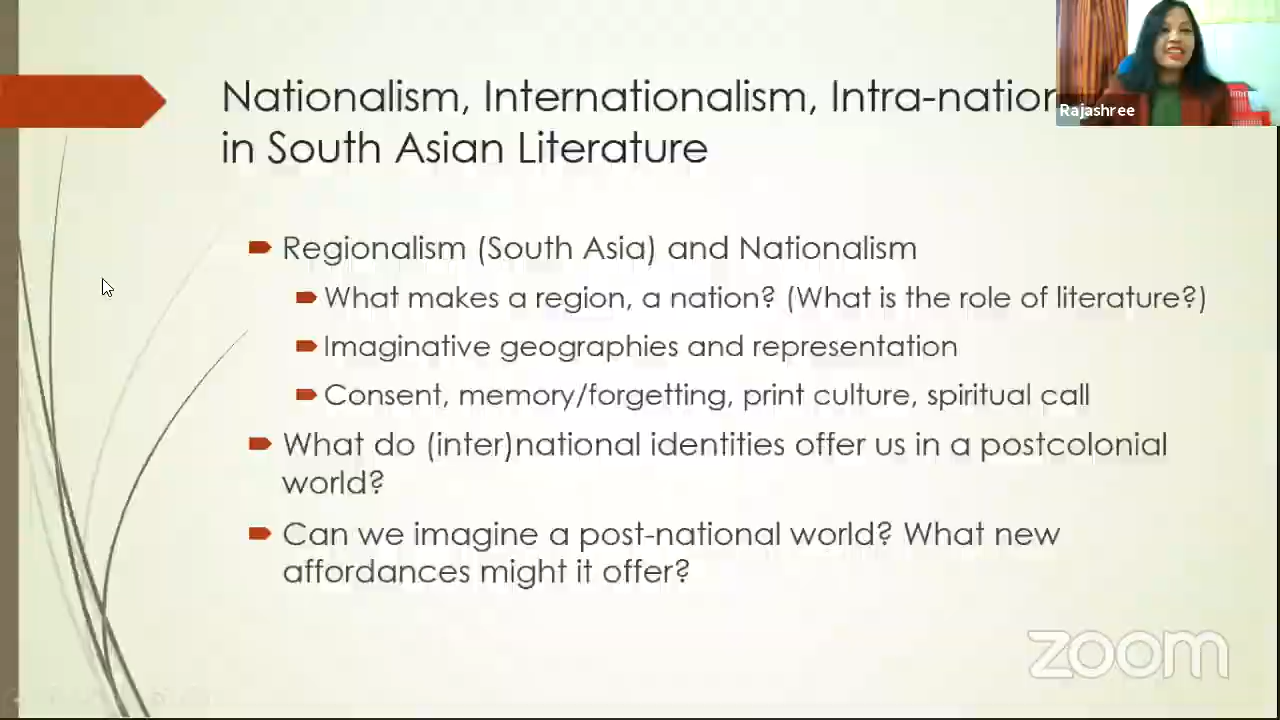 Nationalism, Internationalism, Intra-nation
in South Asian Literature
Rajashree
Regionalism (South Asia) and Nationalism
What makes a region, a nation? (What is the role of literature?)
Imaginative geographies and representation
Consent, memory/forgetting, print culture, spiritual call
What do (inter)national identities offer us in a postcolonial
world?
Can we imagine a post-national world? What new
affordances might it offer?
zoom